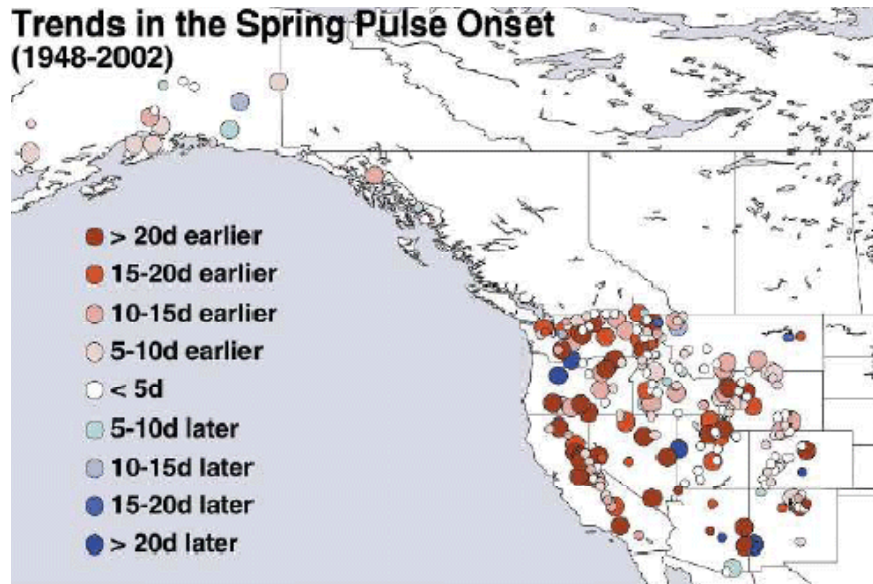 Trends in the Spring Pulse Onset
(1948-2002)
> 20d earlier
15-20d earlier
10-15d earlier
5-10d earlier
< 5d
5-10d later
10-15d later
15-20d later
> 20d later